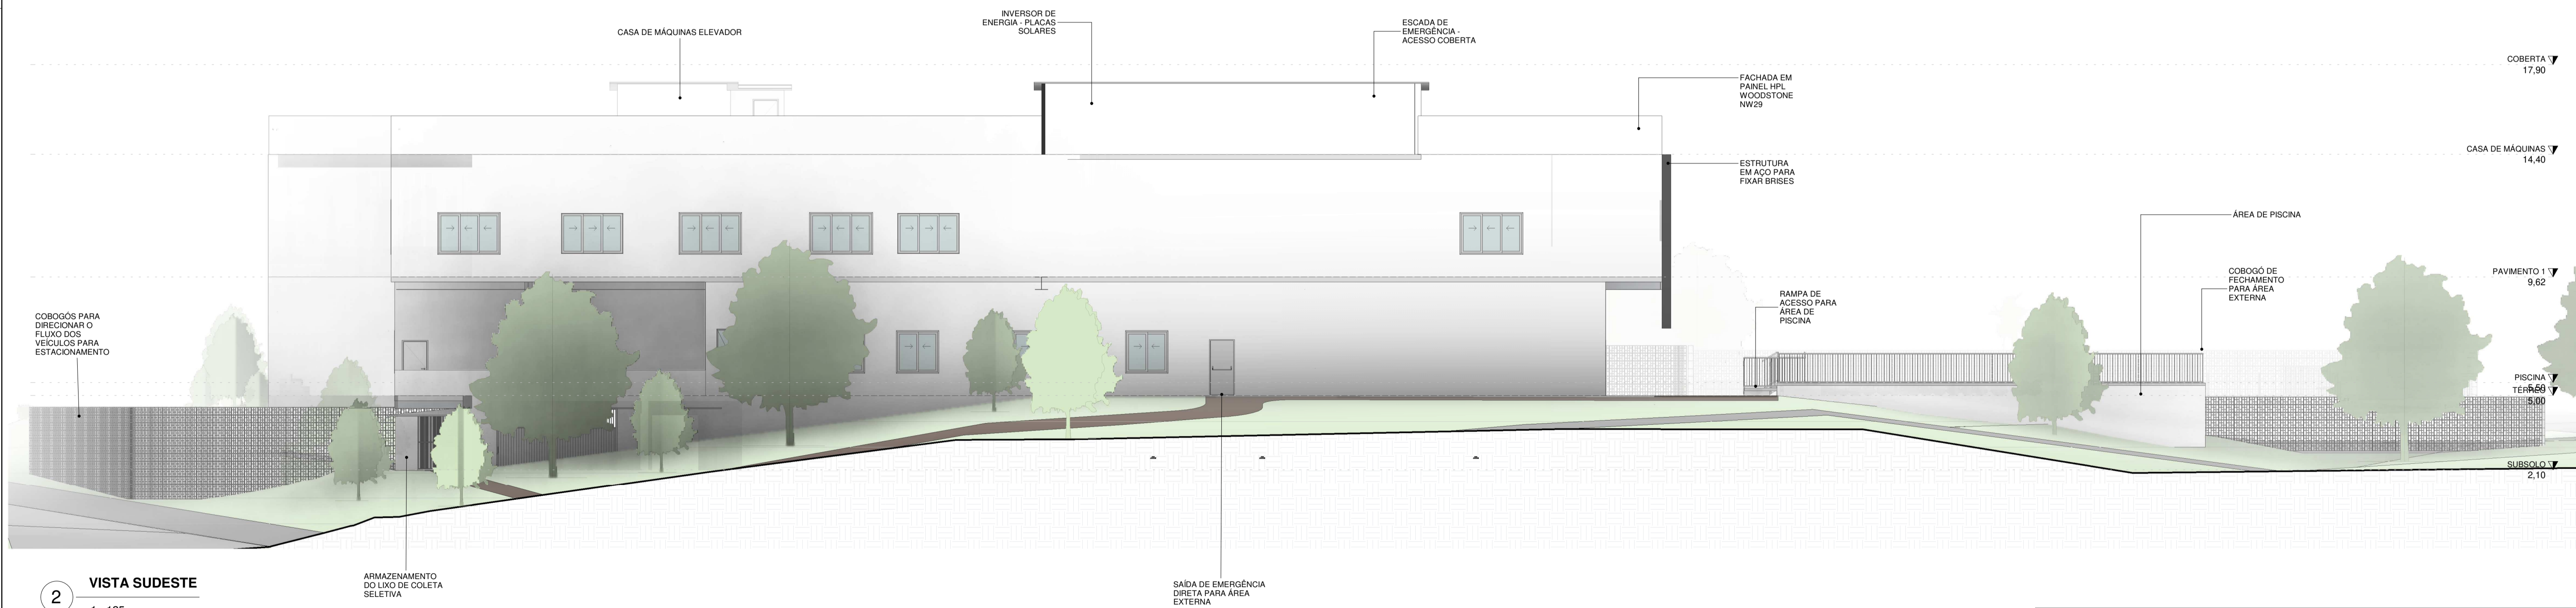 CASA DE MÁQUINAS ELEVADOR
INVERSOR DE
ENERGIA - PLACAS
SOLARES
ESCADA DE
EMERGÊNCIA -
ACESSO COBERTA
FACHADA EM
PAINEL HPL
WOODSTONE
NW29
ESTRUTURA
EM AÇO PARA
FIXAR BRISES
ÁREA DE PISCINA
COBOGÓ DE
FECHAMENTO
PARA ÁREA
EXTERNA
RAMPA DE
ACESSO PARA
ÁREA DE
PISCINA
COBOGÓS PARA
DIRECIONAR O
FLUXO DOS
VEÍCULOS PARA
ESTACIONAMENTO
COBERTA
17,90
CASA DE MÁQUINAS
14,40
PAVIMENTO 1
9,62
PISCINA
5,50
TÉRREO
5,00
SUBSOLO
2,10
ARMAZENAMENTO
DO LIXO DE COLETA
SELETIVA
SAÍDA DE EMERGÊNCIA
DIRETA PARA ÁREA
EXTERNA
2
VISTA SUDESTE